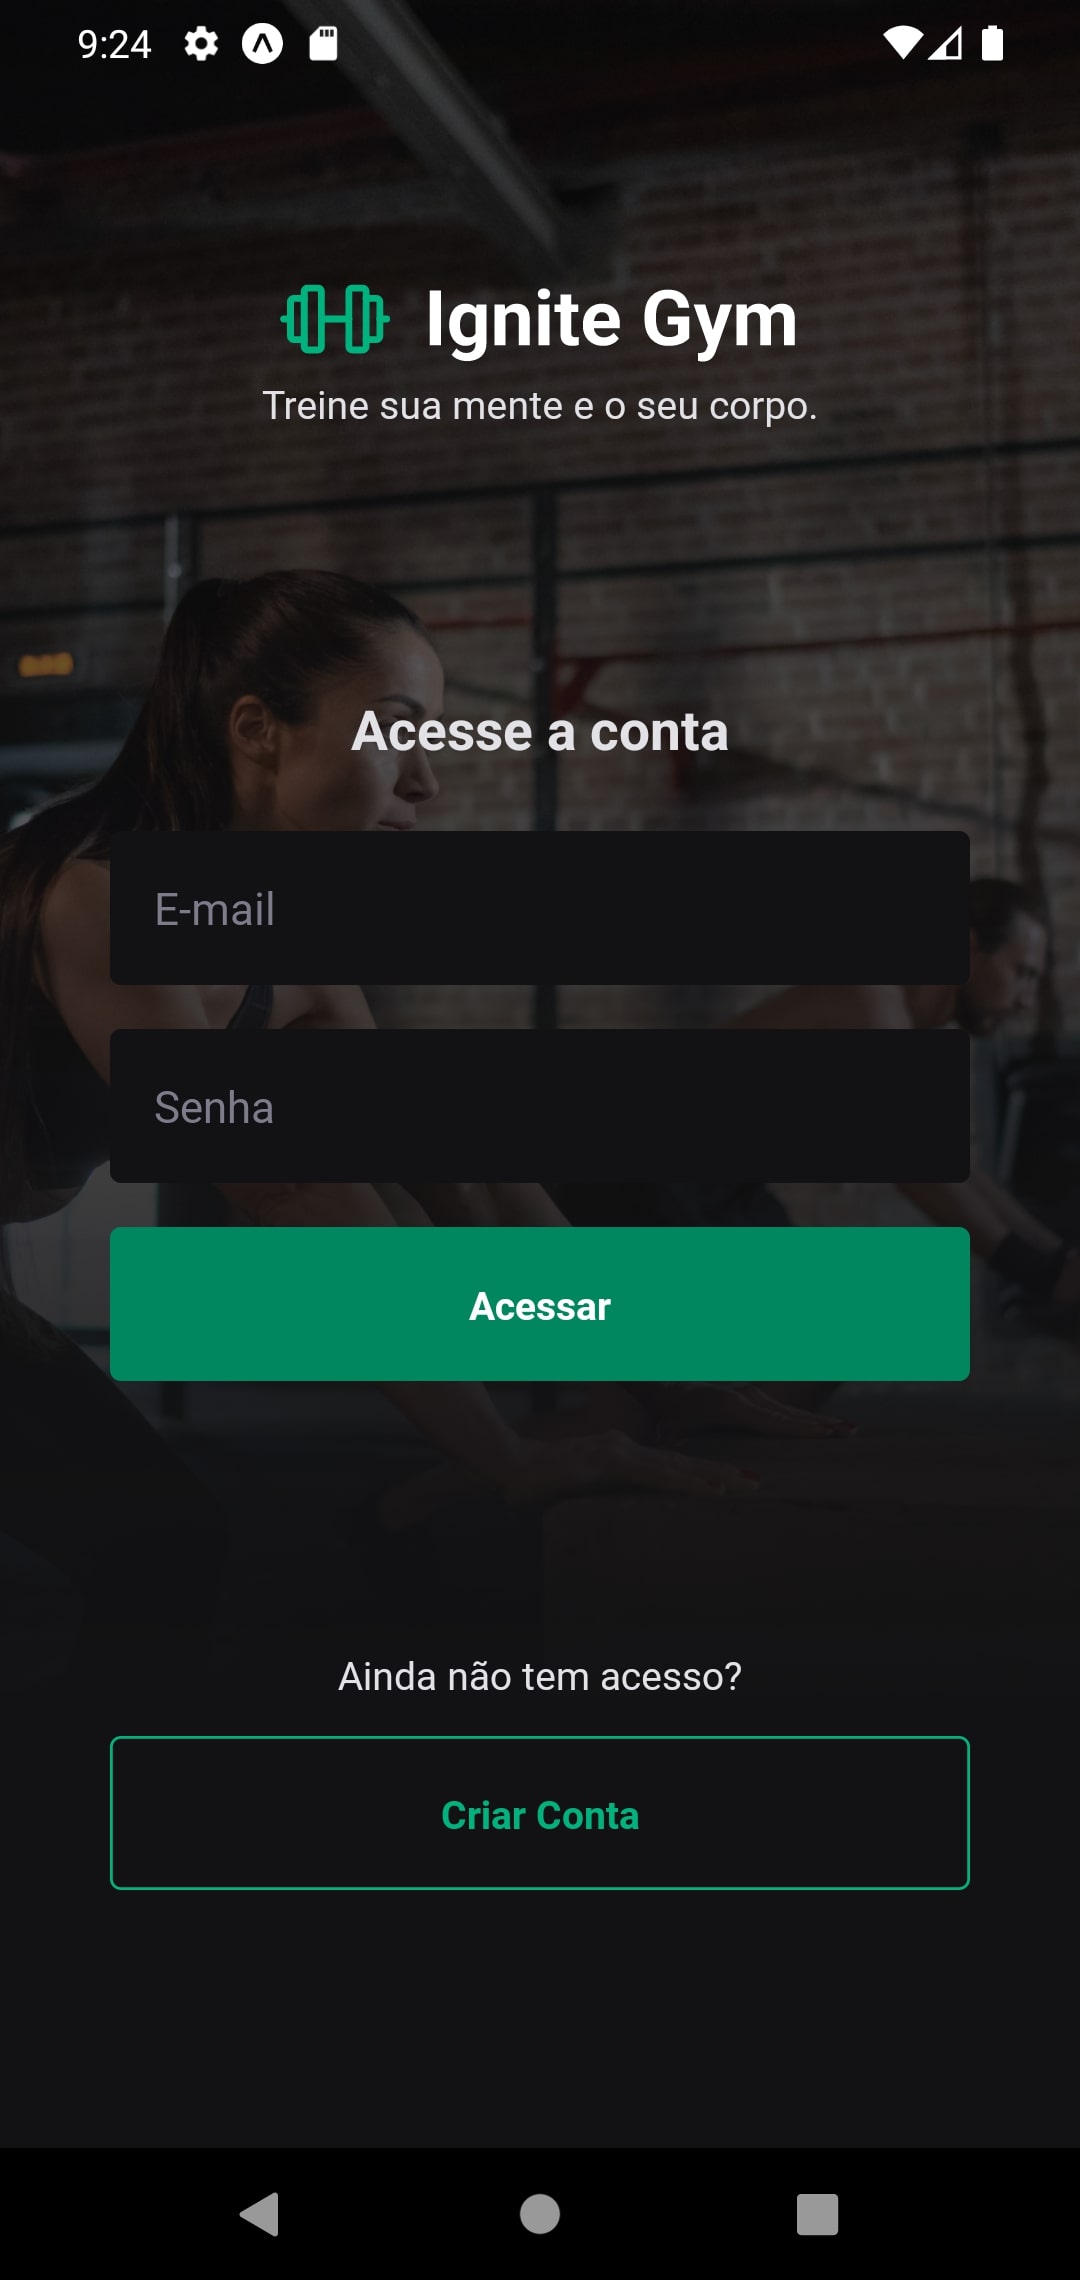 9:24
Ignite Gym
Treine sua mente e o seu corpo.
Acesse a conta
E-mail
Senha
Acessar
Ainda não tem acesso?
Criar Conta